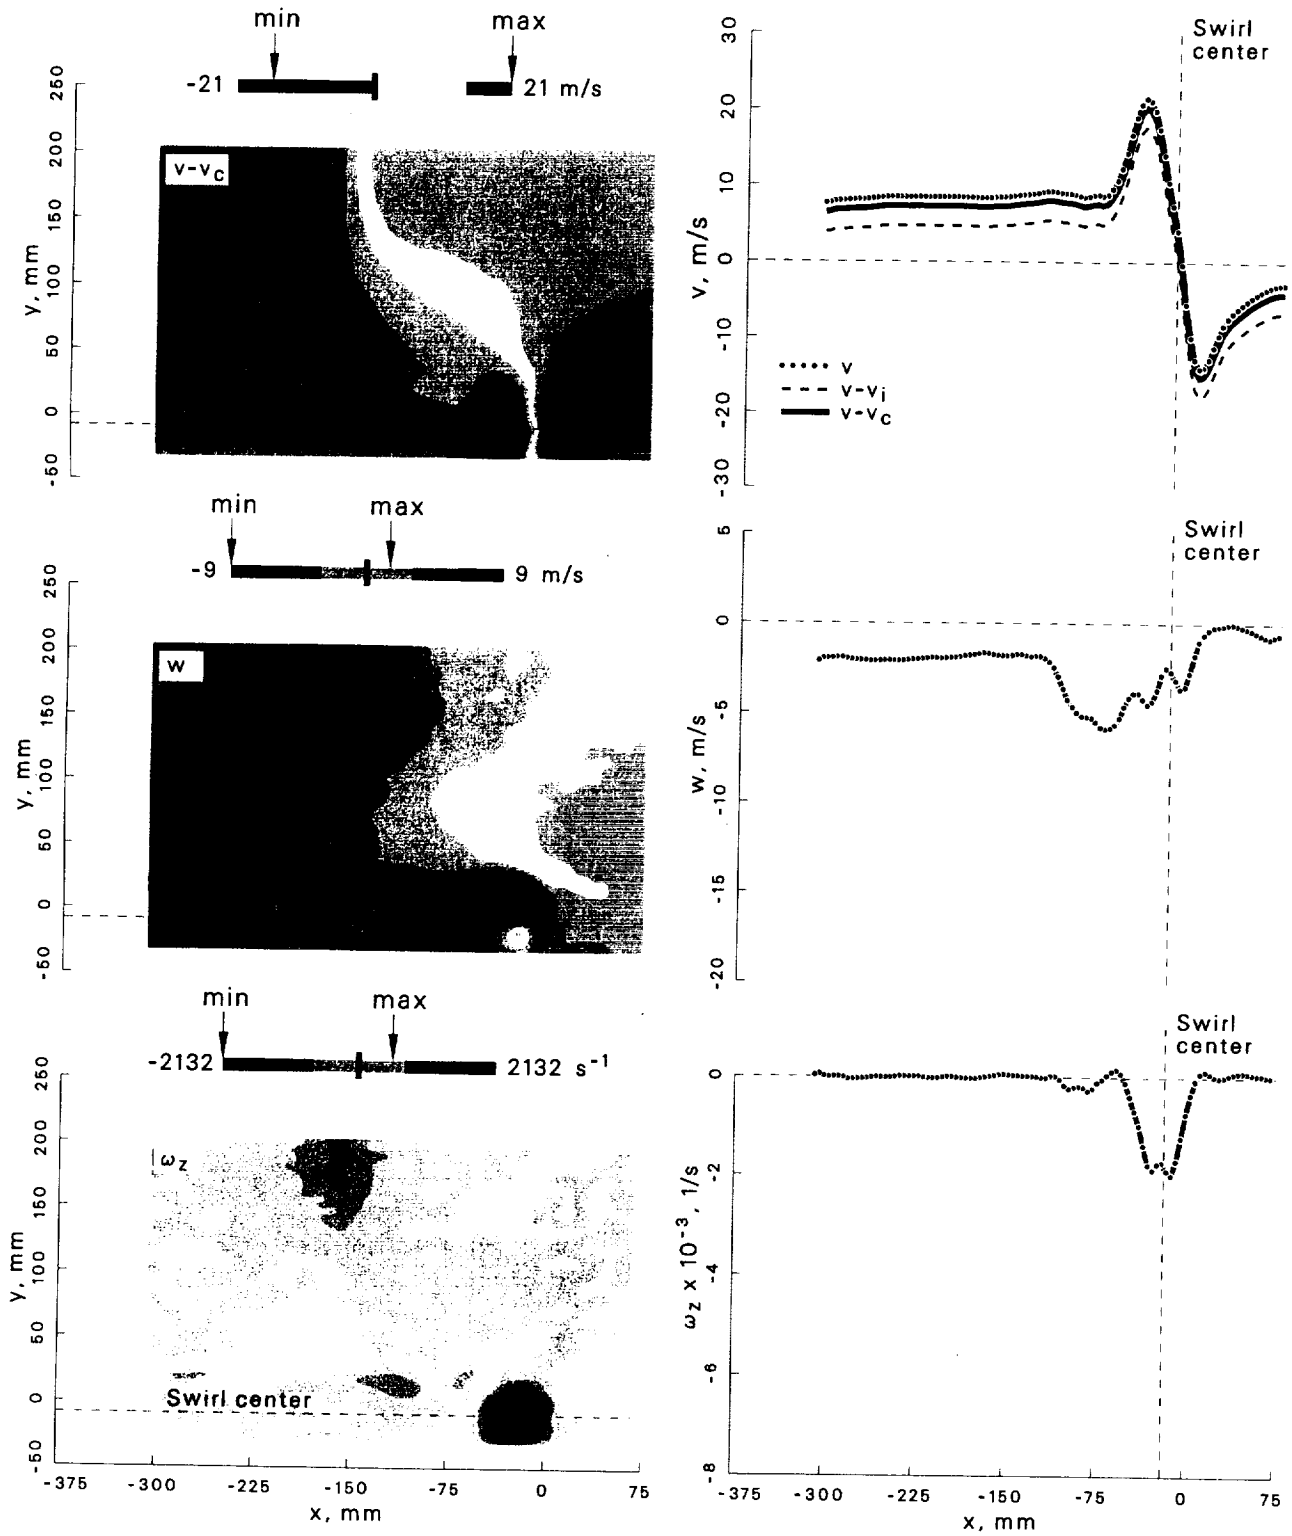 min max
-21 21 m/s
250
200
150
100
50
0
-50
y, mm
v-vc
min max
-9 9 m/s
250
200
150
100
50
0
-50
y, mm
w
min max
-2132 2132 s⁻¹
250
200
150
100
50
0
-50
y, mm
ωz
Swirl center
-375 -300 -225 -150 -75 0 75
x, mm
30
20
10
0
-10
-20
-30
v, m/s
Swirl
center
v
v-vi
v-vc
5
0
-5
-10
-15
-20
w, m/s
Swirl
center
0
-2
-4
-6
-8
ωz x 10⁻³, 1/s
Swirl
center
-375 -225 -150 -75 0 75
x, mm